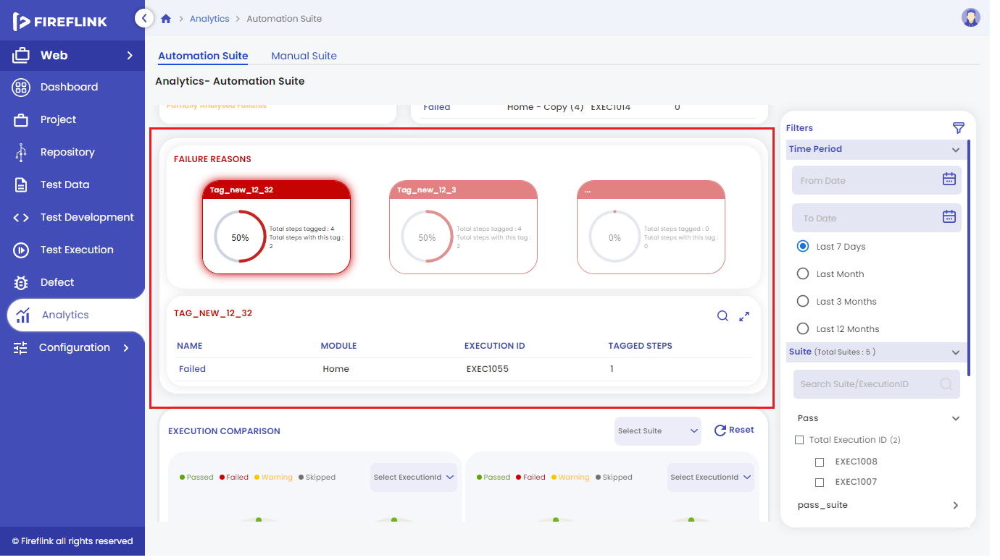 FIREFLINK
Web
Dashboard
Project
Repository
Test Data
Test Development
Test Execution
Defect
Analytics
Configuration
© Fireflink all rights reserved
Analytics
Automation Suite
Automation Suite
Manual Suite
Analytics- Automation Suite
Partially Analysed Failures
Failed Home - Copy (4) EXEC1014 0
FAILURE REASONS
Tag_new_12_32
50%
Total steps tagged : 4
Total steps with this tag :
2
Tag_new_12_3
50%
Total steps tagged : 4
Total steps with this tag :
2
...
0%
Total steps tagged : 0
Total steps with this tag :
0
TAG_NEW_12_32
NAME MODULE EXECUTION ID TAGGED STEPS
Failed Home EXEC1055 1
EXECUTION COMPARISON
Select Suite
Reset
Passed Failed Warning Skipped
Select ExecutionId
Passed Failed Warning Skipped
Select ExecutionId
Filters
Time Period
From Date
To Date
Last 7 Days
Last Month
Last 3 Months
Last 12 Months
Suite (Total Suites : 5 )
Search Suite/ExecutionID
Pass
Total Execution ID (2)
EXEC1008
EXEC1007
pass_suite